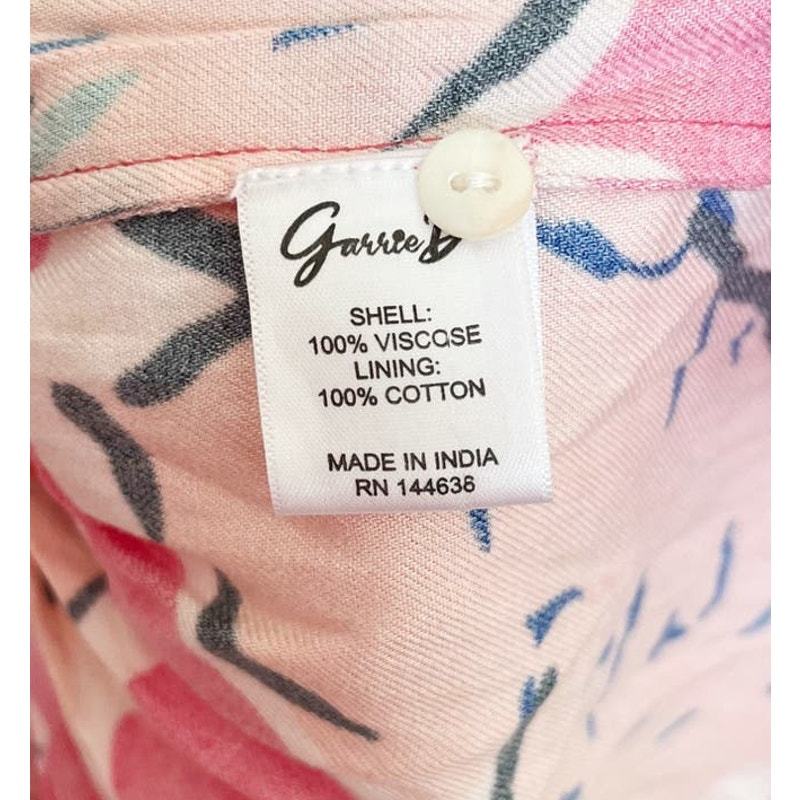 Garrie B
SHELL:
100% VISCOSE
LINING:
100% COTTON
MADE IN INDIA
RN 144636